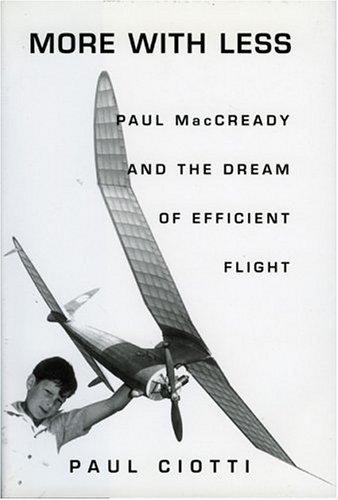 MORE WITH LESS
PAUL MacCREADY
AND THE DREAM
OF EFFICIENT
FLIGHT
PAUL CIOTTI